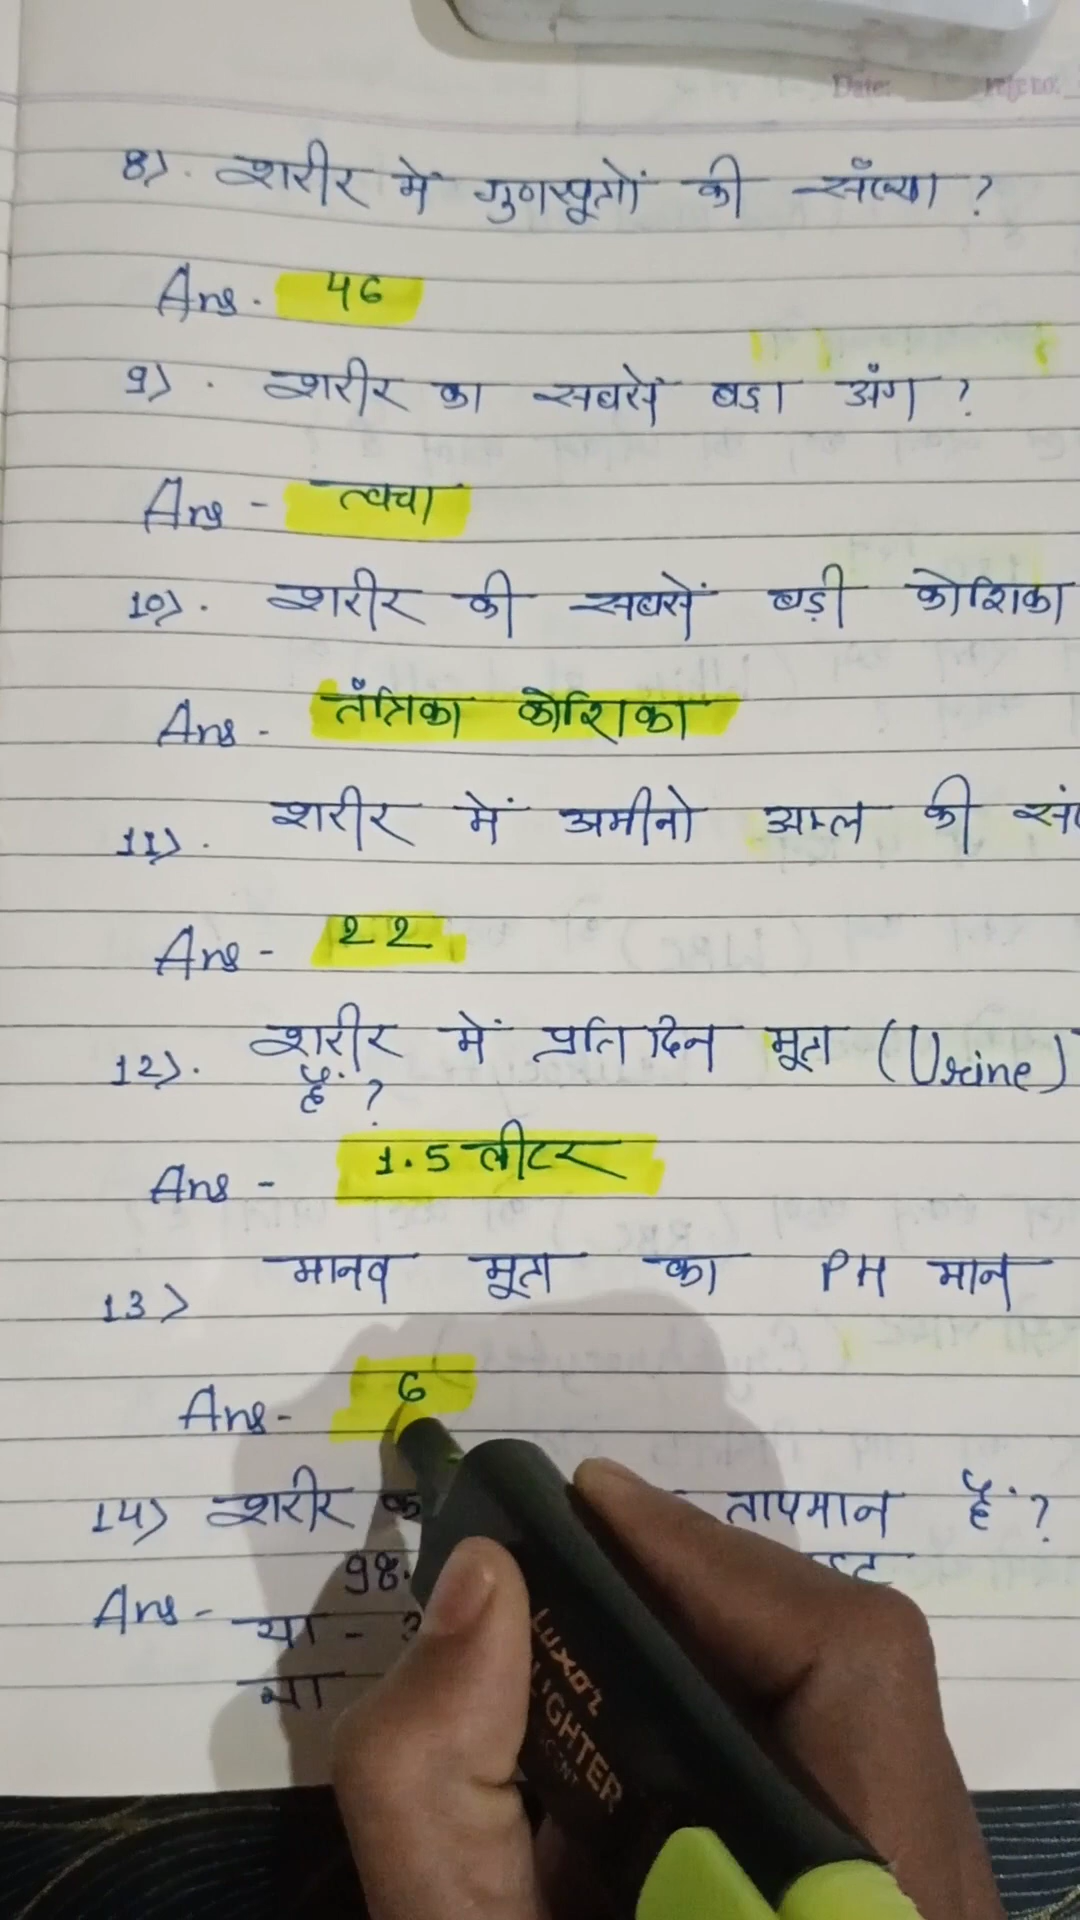 Date:
8). शरीर में गुणसूत्रों की सँख्या ?
Ans. 46
9). शरीर का सबसें बड़ा अंग ?
Ans - त्वचा
10). शरीर की सबसें बड़ी कोशिका
Ans - तँत्रिका कोशिका
11). शरीर में अमीनो अम्ल की
Ans - 22
12). शरीर में प्रतिदिन मूत्र (Urine)
हैं ?
Ans - 1.5 लीटर
13> मानव मूत्र का PH मान
Ans- 6
14) शरीर तापमान हैं ?
Ans- 98.
या -
या
Luxor